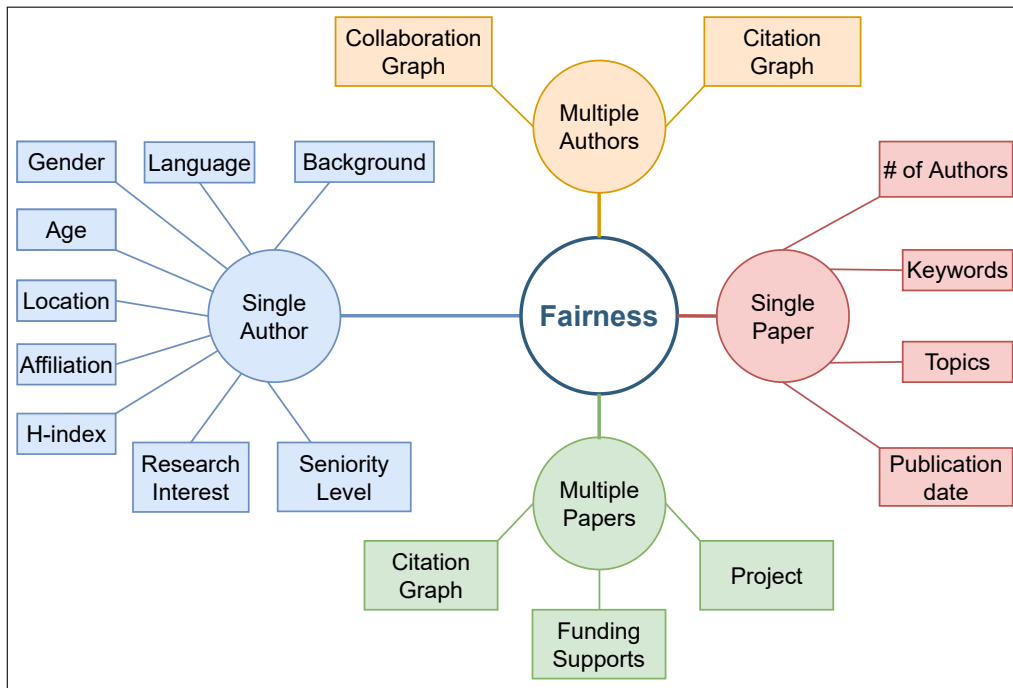 Collaboration
Graph
Citation
Graph
Multiple
Authors
Gender
Language
Background
# of Authors
Age
Keywords
Location
Single
Author
Fairness
Single
Paper
Affiliation
Topics
H-index
Research
Interest
Seniority
Level
Publication
date
Multiple
Papers
Citation
Graph
Project
Funding
Supports